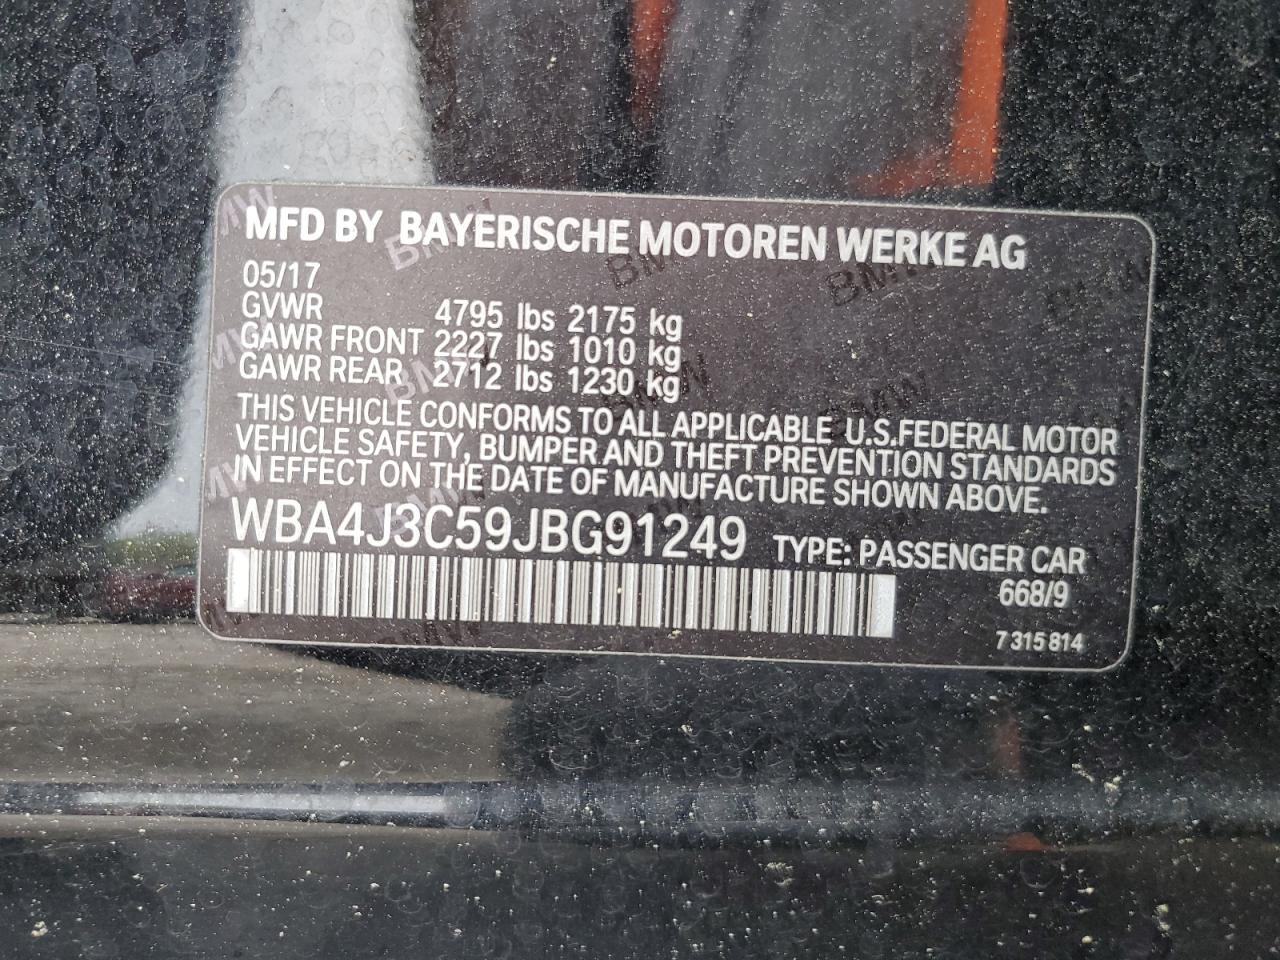 MFD BY BAYERISCHE MOTOREN WERKE AG
05/17
GVWR 4795 lbs 2175 kg
GAWR FRONT 2227 lbs 1010 kg
GAWR REAR 2712 lbs 1230 kg
THIS VEHICLE CONFORMS TO ALL APPLICABLE U.S.FEDERAL MOTOR
VEHICLE SAFETY, BUMPER AND THEFT PREVENTION STANDARDS
IN EFFECT ON THE DATE OF MANUFACTURE SHOWN ABOVE.
WBA4J3C59JBG91249 TYPE: PASSENGER CAR
668/9
7 315 814